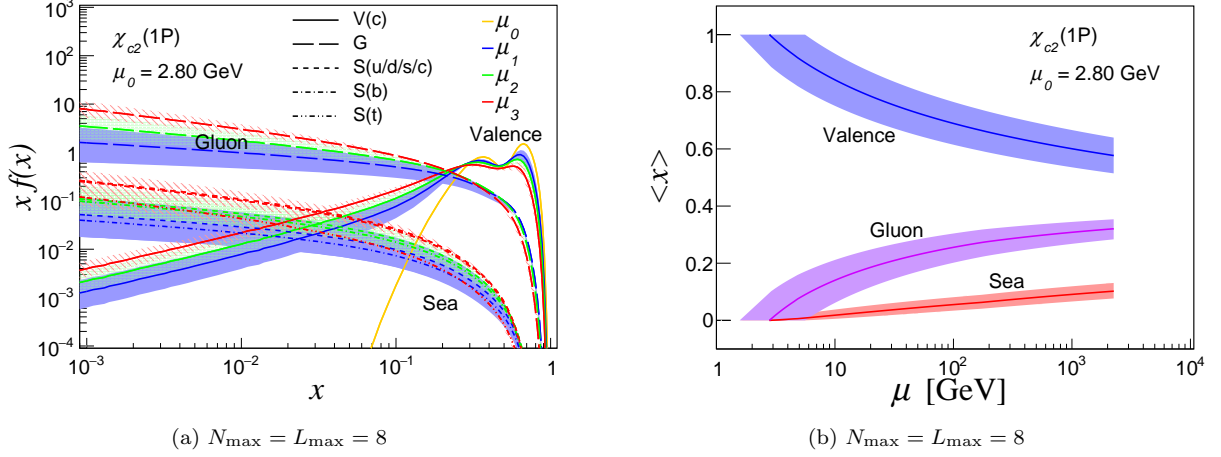 10³
10²
10
1
10⁻¹
10⁻²
10⁻³
10⁻⁴
x f(x)
χc2(1P)
μ0 = 2.80 GeV
V(c)
G
S(u/d/s/c)
S(b)
S(t)
μ0
μ1
μ2
μ3
Gluon
Valence
Sea
10⁻³ 10⁻² 10⁻¹ 1
x
(a) Nmax = Lmax = 8
1
0.8
0.6
0.4
0.2
0
<x>
χc2(1P)
μ0 = 2.80 GeV
Valence
Gluon
Sea
1 10 10² 10³ 10⁴
μ [GeV]
(b) Nmax = Lmax = 8